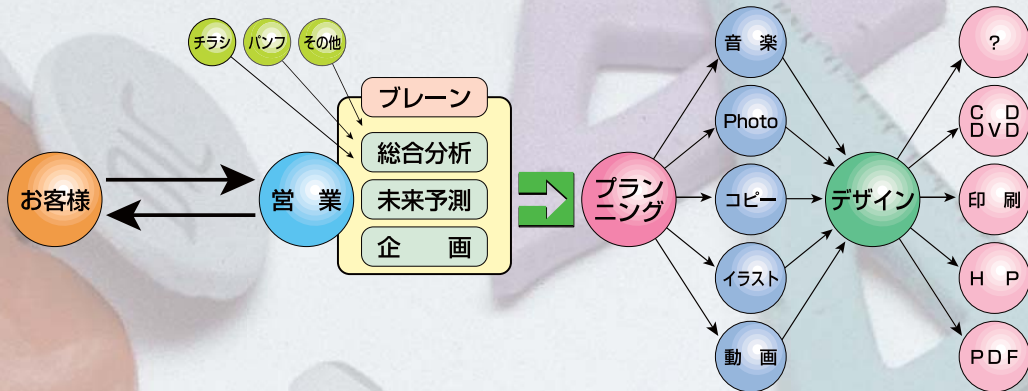 お客様
チラシ
パンフ
その他
営　業
ブレーン
総合分析
未来予測
企　　画
プラン
ニング
音　楽
Photo
コピー
イラスト
動　画
デザイン
?
C　D
DVD
印　刷
H　P
PDF